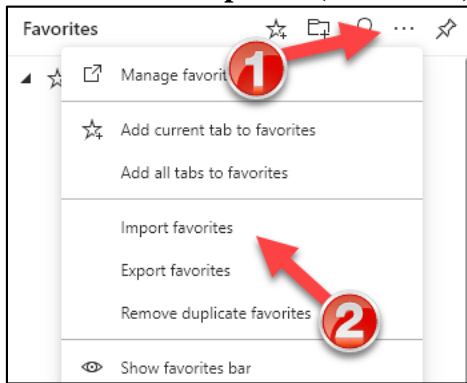 Favorites
1
Manage favorit
Add current tab to favorites
Add all tabs to favorites
Import favorites
Export favorites
Remove duplicate favorites
2
Show favorites bar